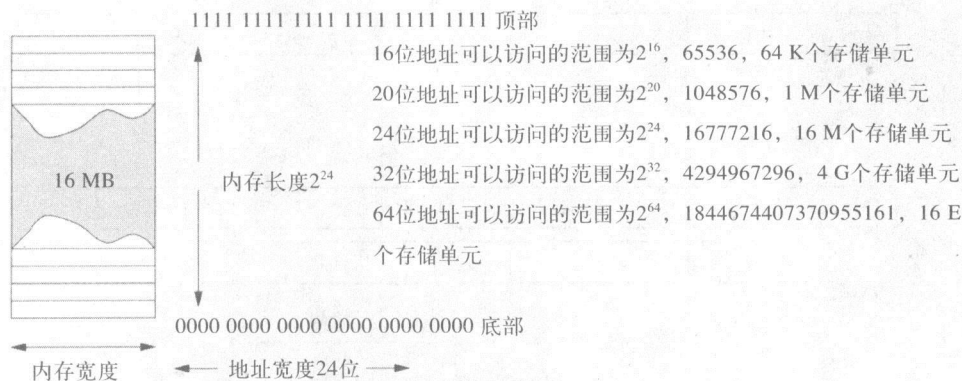 1111 1111 1111 1111 1111 1111 顶部
16位地址可以访问的范围为2¹⁶，65536，64 K个存储单元
20位地址可以访问的范围为2²⁰，1048576，1 M个存储单元
24位地址可以访问的范围为2²⁴，16777216，16 M个存储单元
16 MB
内存长度2²⁴
32位地址可以访问的范围为2³²，4294967296，4 G个存储单元
64位地址可以访问的范围为2⁶⁴，1844674407370955161，16 E
个存储单元
0000 0000 0000 0000 0000 0000 底部
内存宽度
地址宽度24位